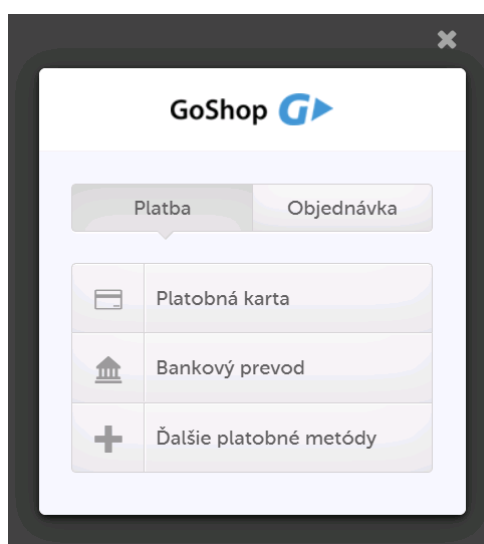 GoShop
Platba
Objednávka
Platobná karta
Bankový prevod
Ďalšie platobné metódy